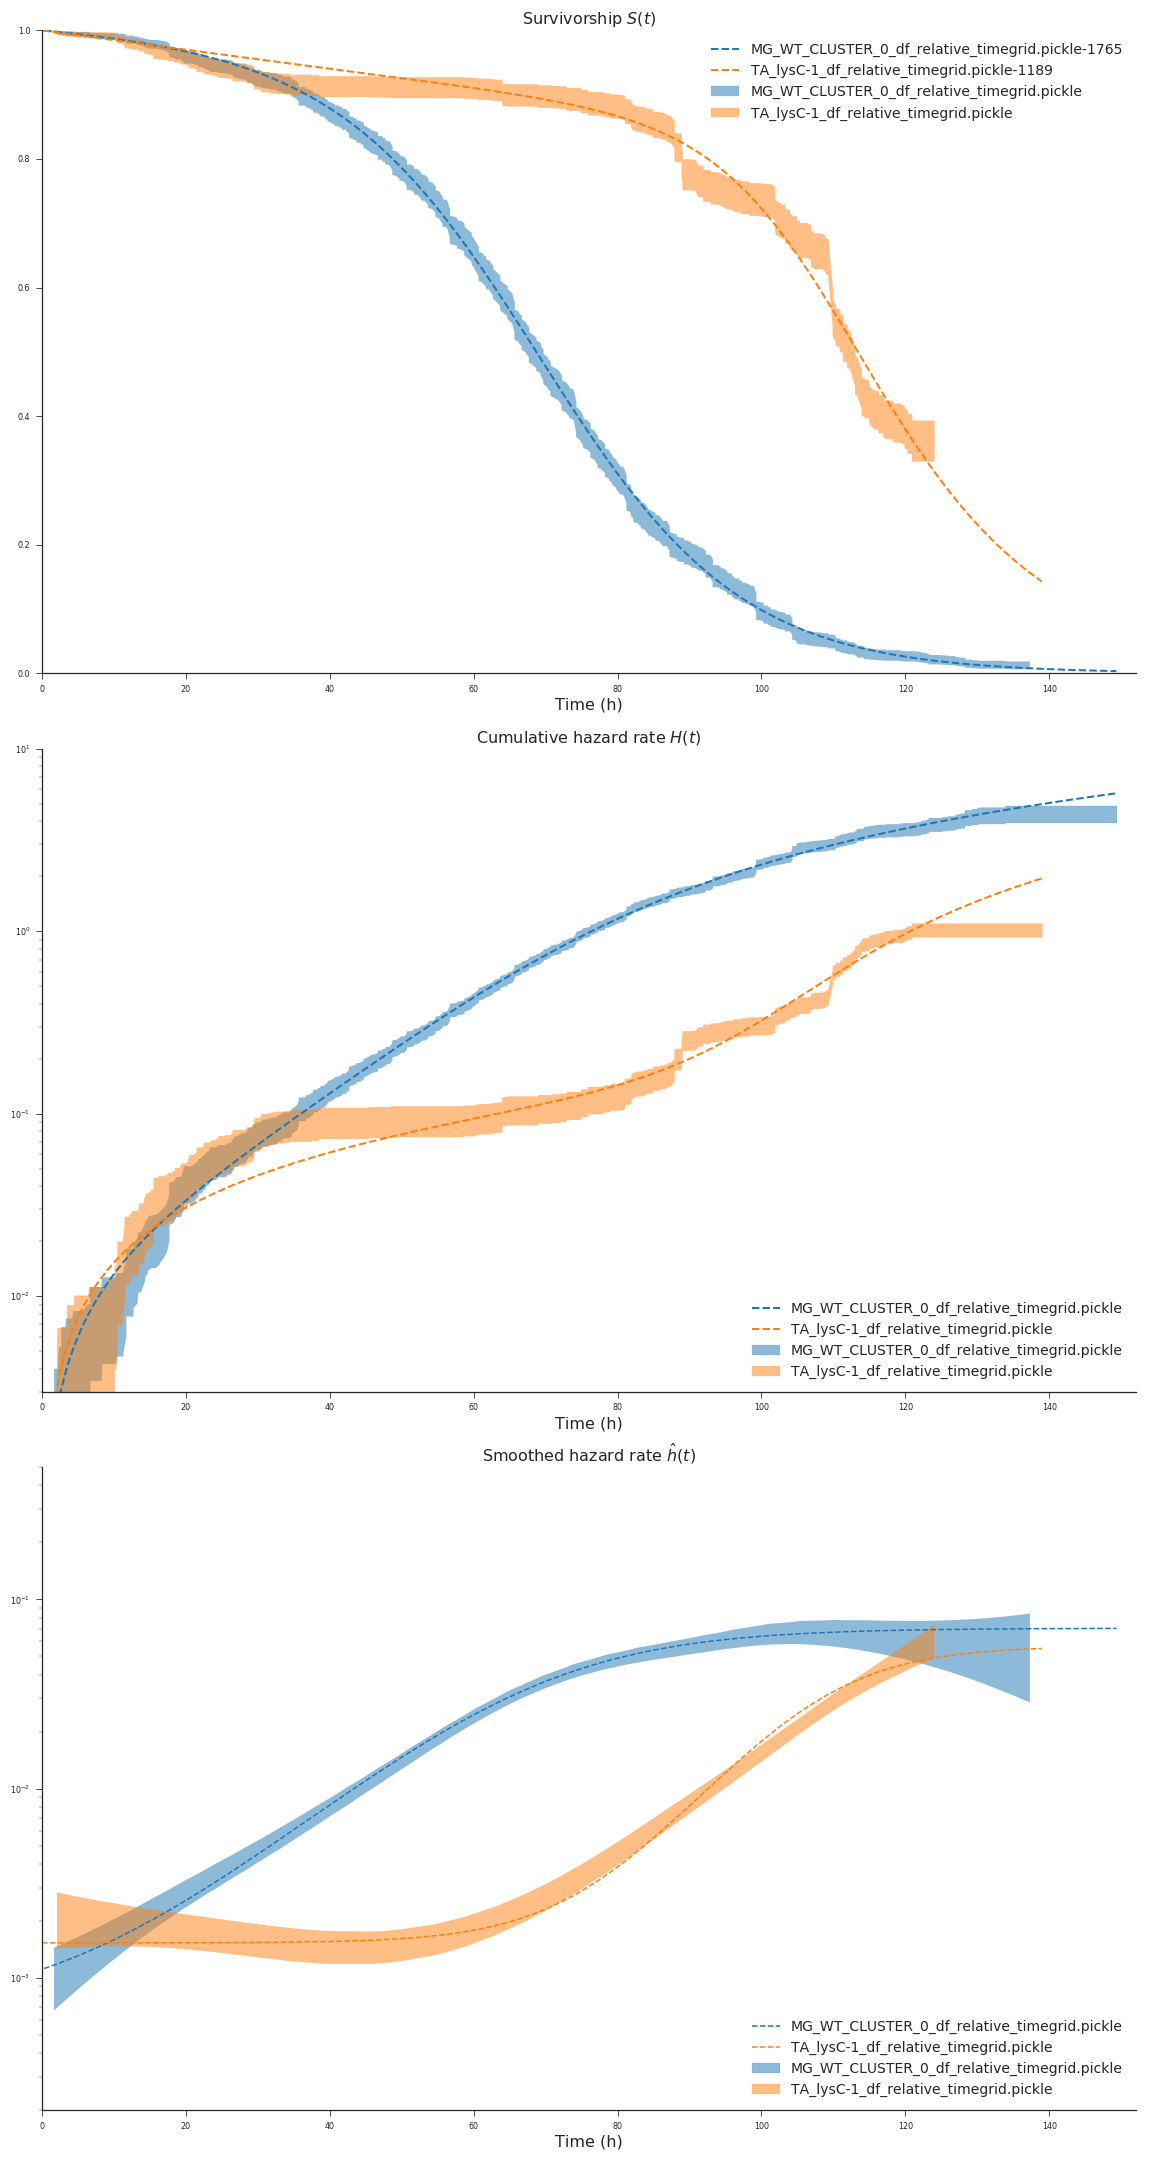 Survivorship S(t)
1.0
MG_WT_CLUSTER_0_df_relative_timegrid.pickle-1765
TA_lysC-1_df_relative_timegrid.pickle-1189
MG_WT_CLUSTER_0_df_relative_timegrid.pickle
TA_lysC-1_df_relative_timegrid.pickle
0.8
0.6
0.4
0.2
0.0
0 20 40 60 80 100 120 140
Time (h)
Cumulative hazard rate H(t)
10¹
10⁰
10⁻¹
10⁻²
MG_WT_CLUSTER_0_df_relative_timegrid.pickle
TA_lysC-1_df_relative_timegrid.pickle
MG_WT_CLUSTER_0_df_relative_timegrid.pickle
TA_lysC-1_df_relative_timegrid.pickle
0 20 40 60 80 100 120 140
Time (h)
Smoothed hazard rate ĥ(t)
10⁻¹
10⁻²
10⁻³
MG_WT_CLUSTER_0_df_relative_timegrid.pickle
TA_lysC-1_df_relative_timegrid.pickle
MG_WT_CLUSTER_0_df_relative_timegrid.pickle
TA_lysC-1_df_relative_timegrid.pickle
0 20 40 60 80 100 120 140
Time (h)